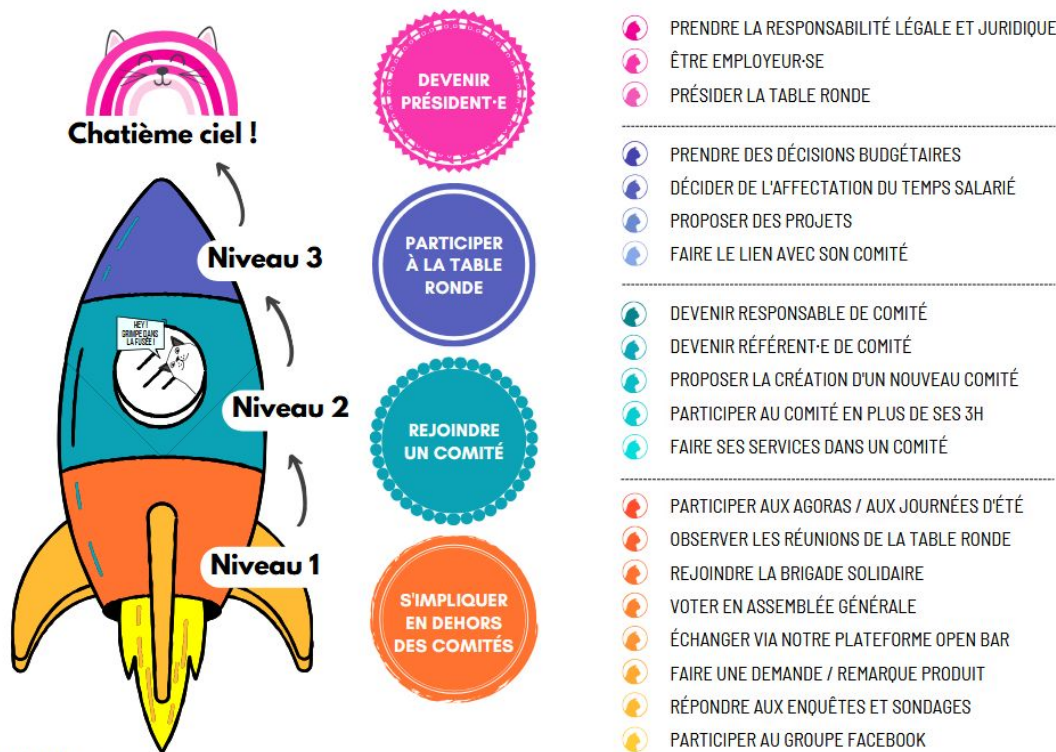 Chatième ciel !
DEVENIR
PRÉSIDENT·E
PRENDRE LA RESPONSABILITÉ LÉGALE ET JURIDIQUE
ÊTRE EMPLOYEUR·SE
PRÉSIDER LA TABLE RONDE
Niveau 3
PARTICIPER
À LA TABLE
RONDE
PRENDRE DES DÉCISIONS BUDGÉTAIRES
DÉCIDER DE L'AFFECTATION DU TEMPS SALARIÉ
PROPOSER DES PROJETS
FAIRE LE LIEN AVEC SON COMITÉ
HEY !
GRIMPE DANS
LA FUSÉE !
Niveau 2
REJOINDRE
UN COMITÉ
DEVENIR RESPONSABLE DE COMITÉ
DEVENIR RÉFÉRENT·E DE COMITÉ
PROPOSER LA CRÉATION D'UN NOUVEAU COMITÉ
PARTICIPER AU COMITÉ EN PLUS DE SES 3H
FAIRE SES SERVICES DANS UN COMITÉ
Niveau 1
S'IMPLIQUER
EN DEHORS
DES COMITÉS
PARTICIPER AUX AGORAS / AUX JOURNÉES D'ÉTÉ
OBSERVER LES RÉUNIONS DE LA TABLE RONDE
REJOINDRE LA BRIGADE SOLIDAIRE
VOTER EN ASSEMBLÉE GÉNÉRALE
ÉCHANGER VIA NOTRE PLATEFORME OPEN BAR
FAIRE UNE DEMANDE / REMARQUE PRODUIT
RÉPONDRE AUX ENQUÊTES ET SONDAGES
PARTICIPER AU GROUPE FACEBOOK